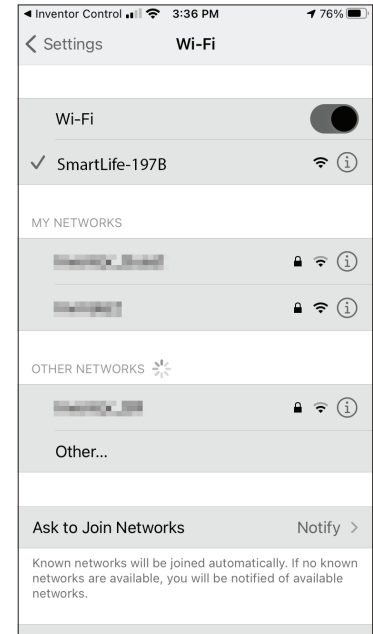 Inventor Control 3:36 PM 76%
Settings Wi-Fi
Wi-Fi
SmartLife-197B
MY NETWORKS
OTHER NETWORKS
Other...
Ask to Join Networks Notify
Known networks will be joined automatically. If no known
networks are available, you will be notified of available
networks.